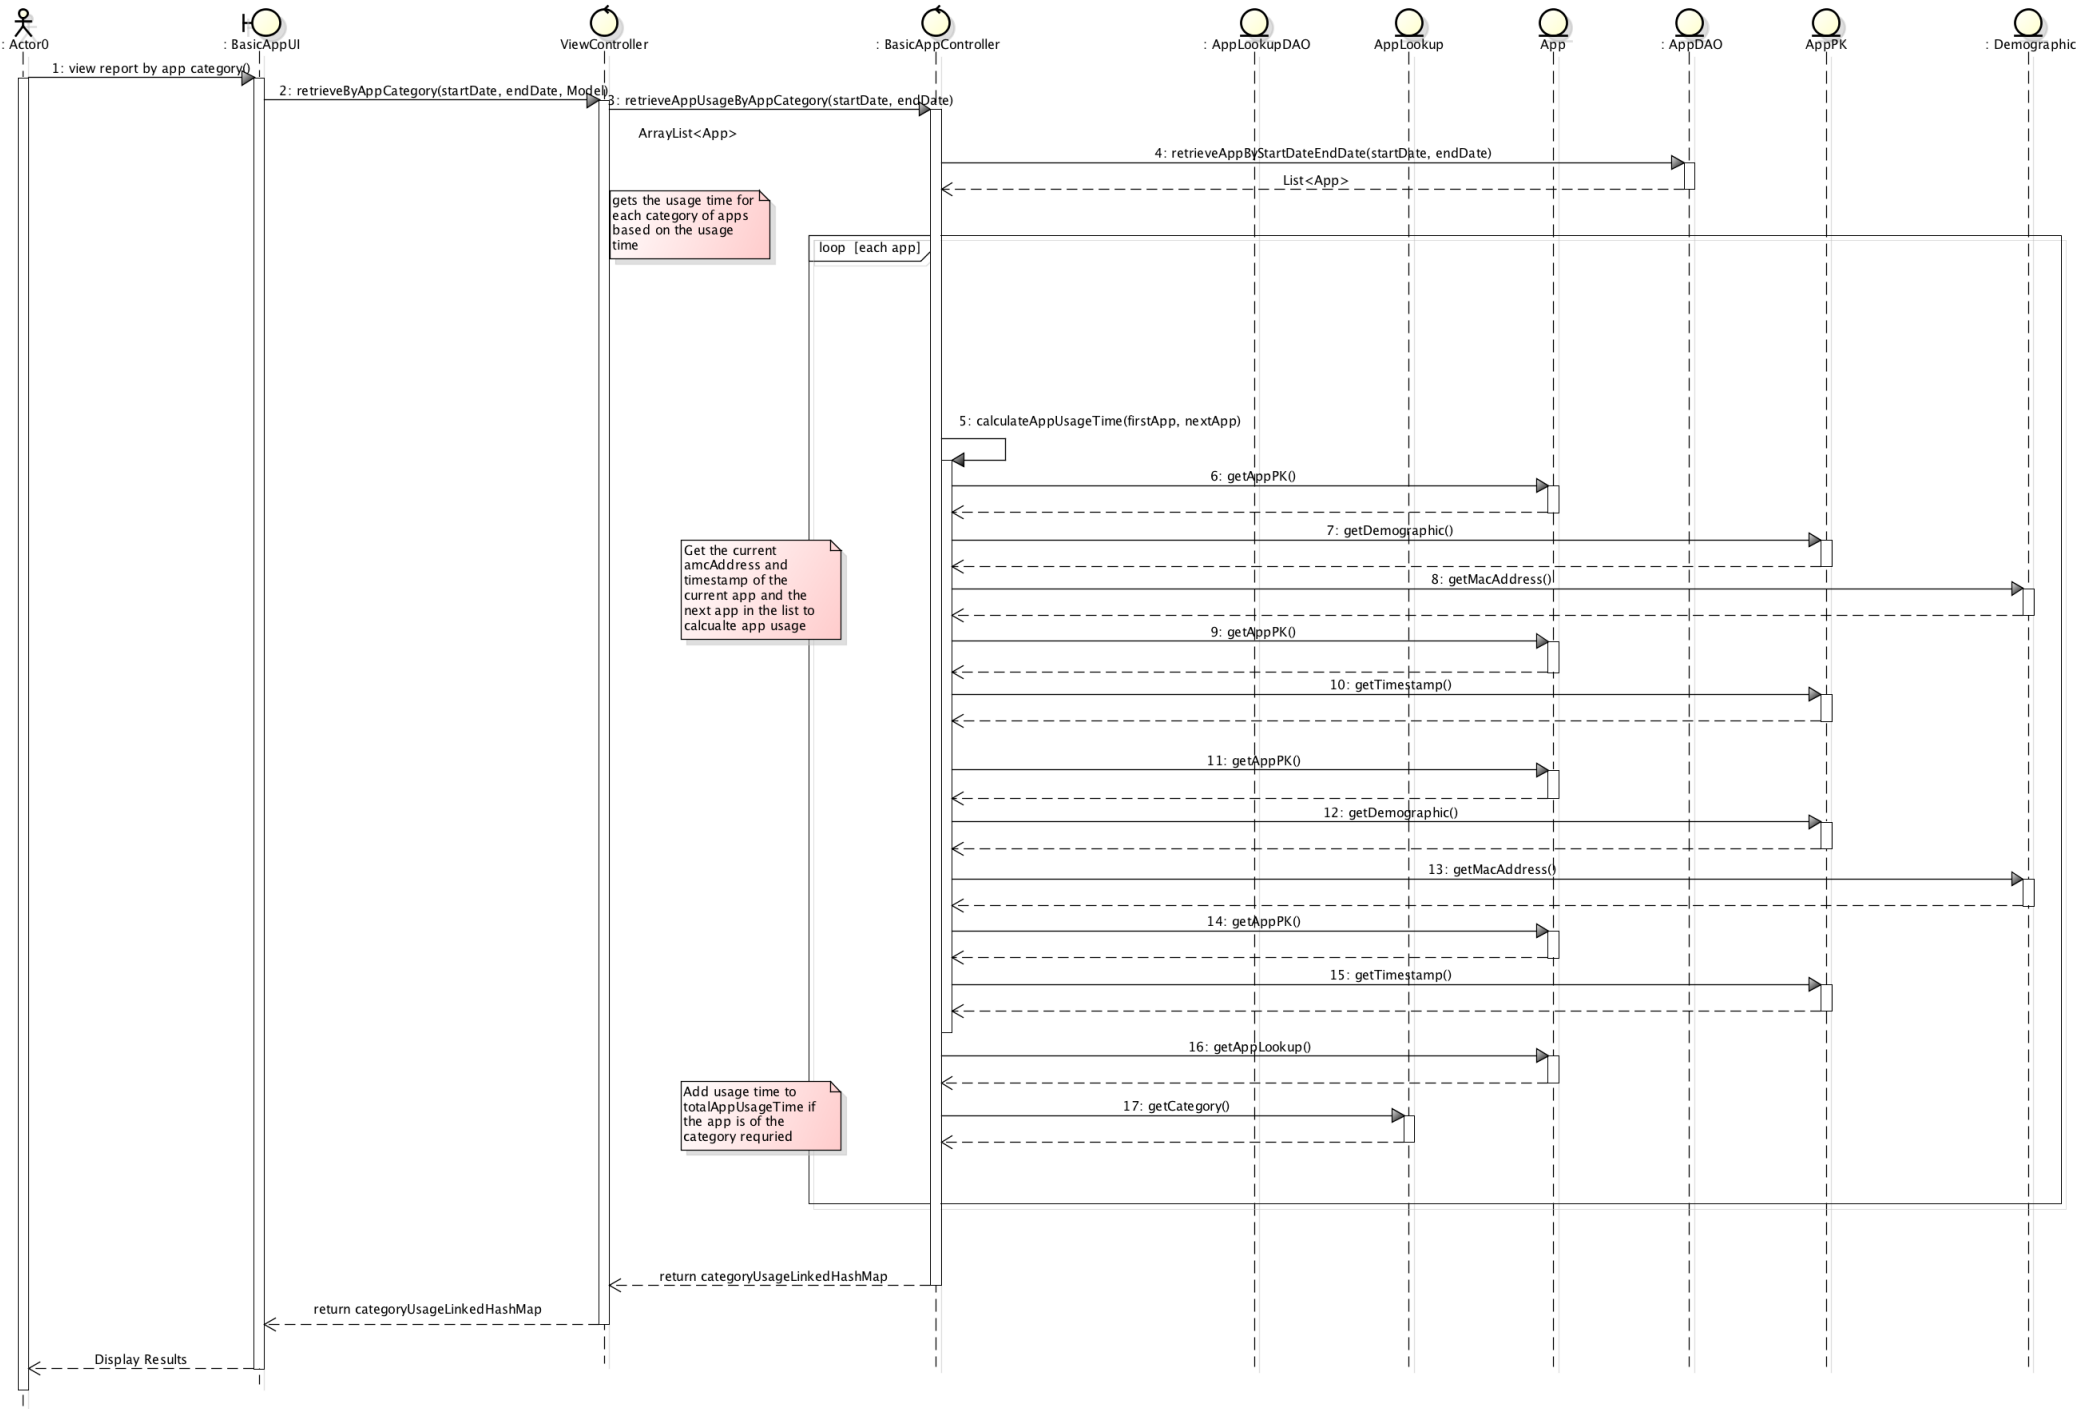 : Actor0
: BasicAppUI
ViewController
: BasicAppController
: AppLookupDAO
AppLookup
App
: AppDAO
AppPK
: Demographic
1: view report by app category()
2: retrieveByAppCategory(startDate, endDate, Model)
3: retrieveAppUsageByAppCategory(startDate, endDate)
ArrayList<App>
4: retrieveAppByStartDateEndDate(startDate, endDate)
List<App>
gets the usage time for
each category of apps
based on the usage
time
loop [each app]
5: calculateAppUsageTime(firstApp, nextApp)
6: getAppPK()
7: getDemographic()
Get the current
amcAddress and
timestamp of the
current app and the
next app in the list to
calcualte app usage
8: getMacAddress()
9: getAppPK()
10: getTimestamp()
11: getAppPK()
12: getDemographic()
13: getMacAddress()
14: getAppPK()
15: getTimestamp()
16: getAppLookup()
Add usage time to
totalAppUsageTime if
the app is of the
category requried
17: getCategory()
return categoryUsageLinkedHashMap
return categoryUsageLinkedHashMap
Display Results